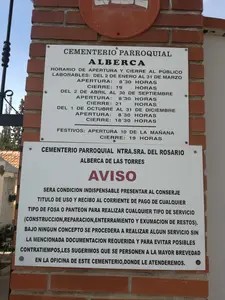 CEMENTERIO PARROQUIAL
ALBERCA
HORARIO DE APERTURA Y CIERRE AL PÚBLICO
LABORABLES: DEL 2 DE ENERO AL 31 DE MARZO
APERTURA: 8'30 HORAS
CIERRE: 19 HORAS
DEL 2 DE ABRIL AL 30 DE SEPTIEMBRE
APERTURA: 8'30 HORAS
CIERRE: 21 HORAS
DEL 1 DE OCTUBRE AL 31 DE DICIEMBRE
APERTURA: 8'30 HORAS
CIERRE: 18'30 HORAS
FESTIVOS: APERTURA 10 DE LA MAÑANA
CIERRE: 19 HORAS
CEMENTERIO PARROQUIAL NTRA.SRA. DEL ROSARIO
ALBERCA DE LAS TORRES
AVISO
SERA CONDICION INDISPENSABLE PRESENTAR AL CONSERJE
TITULO DE USO Y RECIBO AL CORRIENTE DE PAGO DE CUALQUIER
TIPO DE FOSA O PANTEON PARA REALIZAR CUALQUIER TIPO DE SERVICIO
(CONSTRUCCION,REPARACION,ENTERRAMIENTO Y EXUMACION DE RESTOS),
BAJO NINGUN CONCEPTO SE PROCEDERA A REALIZAR ALGUN SERVICIO SIN
LA MENCIONADA DOCUMENTACION REQUERIDA Y PARA EVITAR POSIBLES
CONTRATIEMPOS,LES SUGERIMOS QUE SE PERSONEN A LA MAYOR BREVEDAD
EN LA OFICINA DE ESTE CEMENTERIO,DONDE LE ATENDEREMOS.